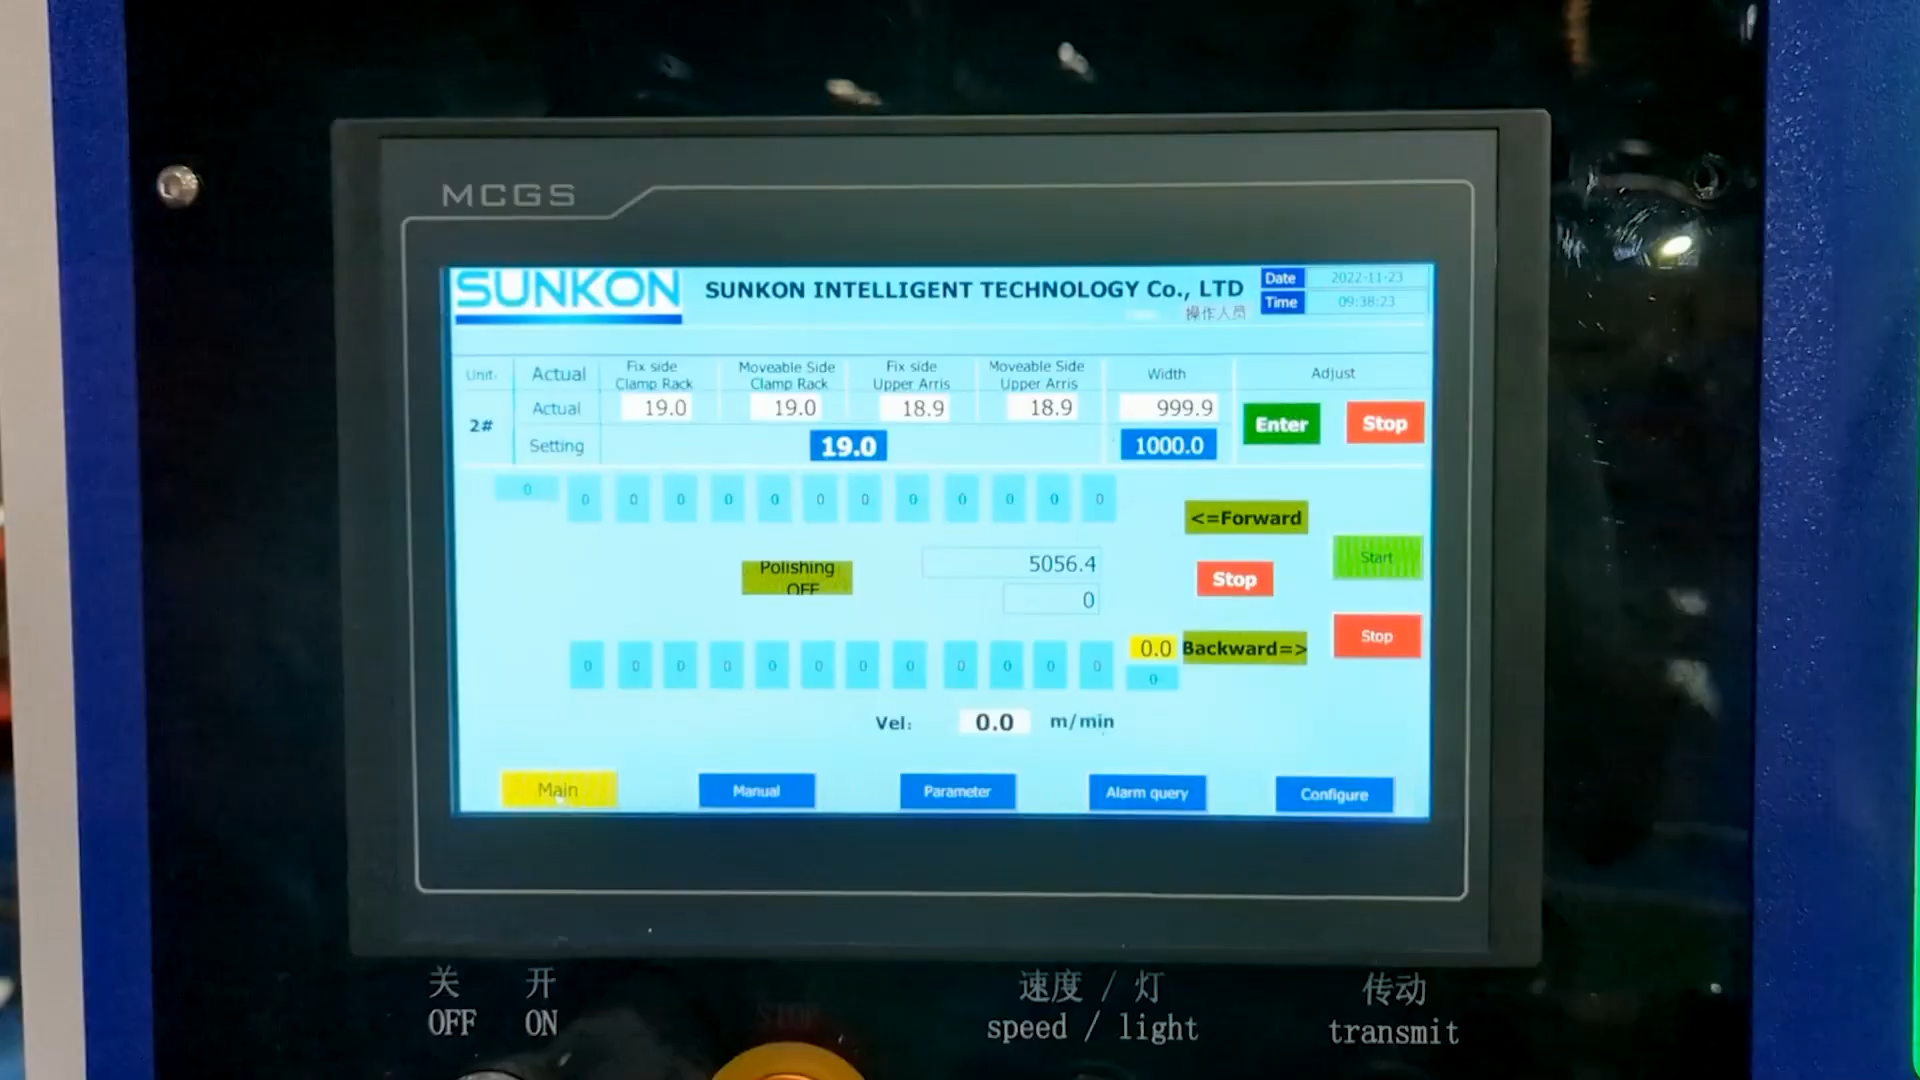 MCGS
SUNKON
SUNKON INTELLIGENT TECHNOLOGY Co., LTD
操作人员
Date 2022-11-23
Time 09:38:23
Unit: Actual Fix side Clamp Rack Moveable Side Clamp Rack Fix side Upper Arris Moveable Side Upper Arris Width Adjust
2# Actual 19.0 19.0 18.9 18.9 999.9 Enter Stop
Setting 19.0 1000.0
0 0 0 0 0 0 0 0 0 0 0 0 0
<=Forward
Polishing OFF
5056.4
0
Stop
Start
0 0 0 0 0 0 0 0 0 0 0 0 0.0
0
Backward=>
Stop
Vel: 0.0 m/min
Main Manual Parameter Alarm query Configure
关 开 速度 / 灯 传动
OFF ON speed / light transmit
STOP